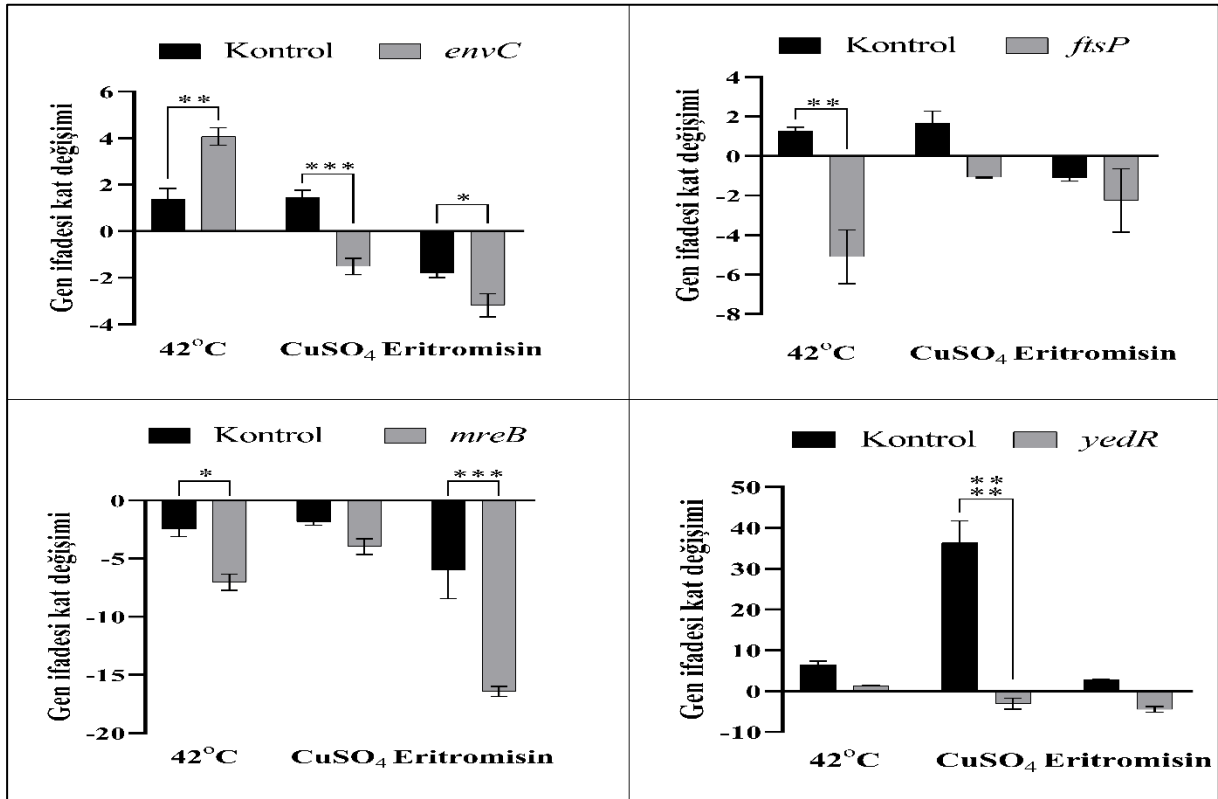 Kontrol envC
Gen ifadesi kat değişimi
6
4
2
0
-2
-4
**
***
*
42°C CuSO₄ Eritromisin
Kontrol ftsP
Gen ifadesi kat değişimi
4
2
0
-2
-4
-6
-8
**
42°C CuSO₄ Eritromisin
Kontrol mreB
Gen ifadesi kat değişimi
0
-5
-10
-15
-20
*
***
42°C CuSO₄ Eritromisin
Kontrol yedR
Gen ifadesi kat değişimi
50
40
30
20
10
0
-10
**
**
42°C CuSO₄ Eritromisin